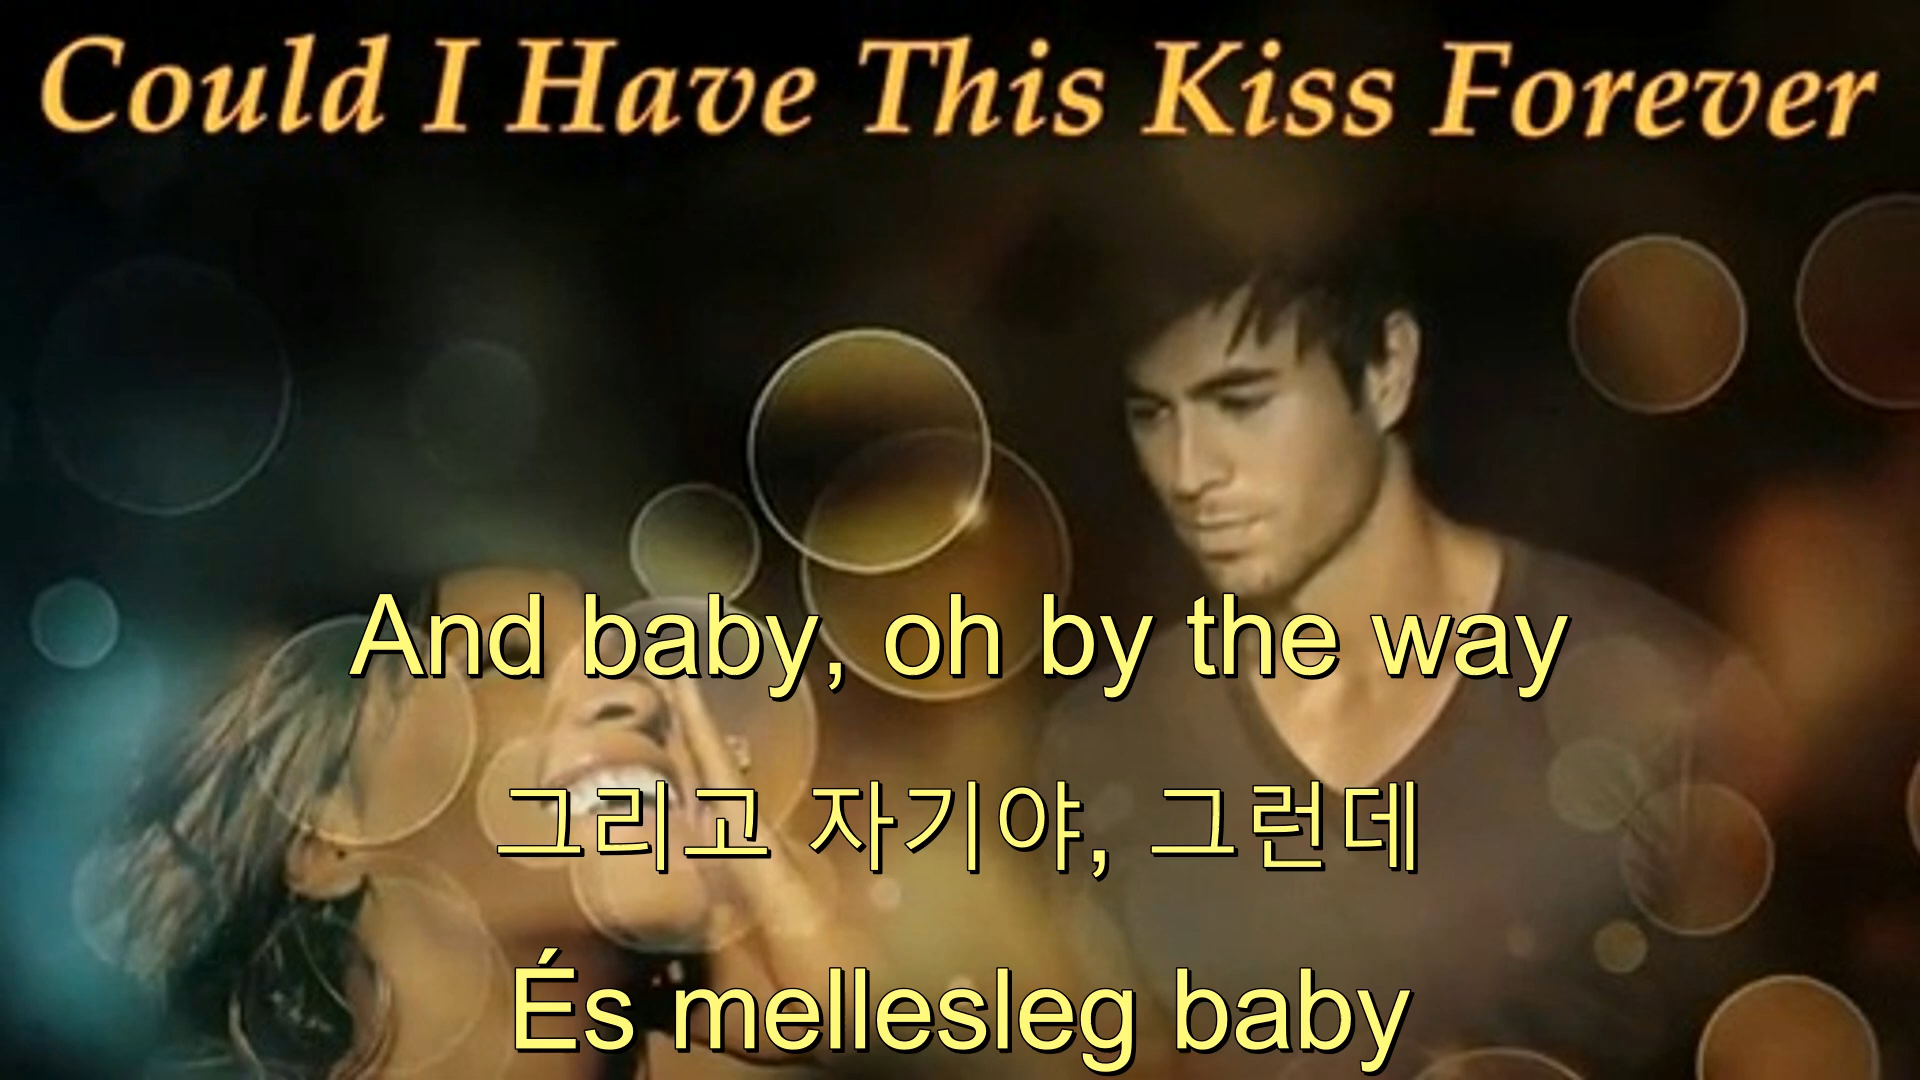 Could I Have This Kiss Forever
And baby, oh by the way
그리고 자기야, 그런데
És mellesleg baby